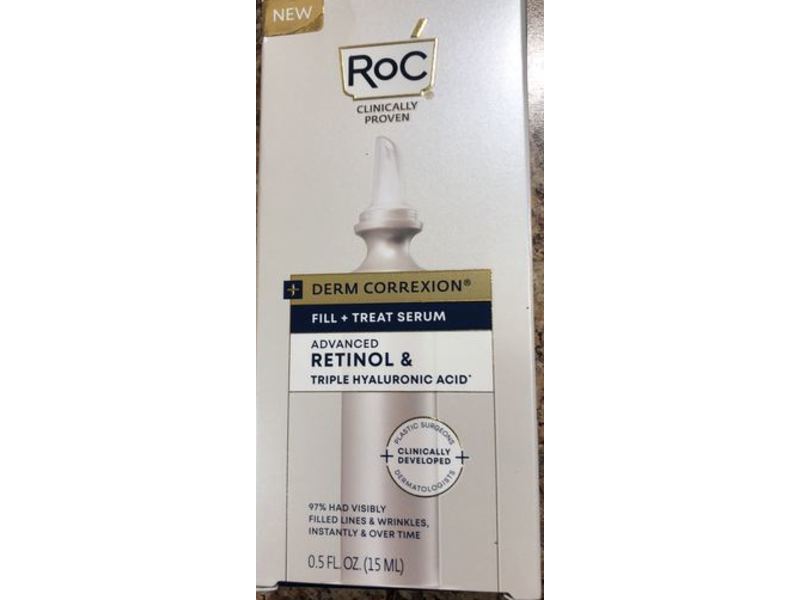 NEW
RoC
CLINICALLY
PROVEN
DERM CORREXION®
FILL + TREAT SERUM
ADVANCED
RETINOL &
TRIPLE HYALURONIC ACID*
PLASTIC SURGEONS
+ CLINICALLY +
DEVELOPED
DERMATOLOGISTS
97% HAD VISIBLY
FILLED LINES & WRINKLES,
INSTANTLY & OVER TIME
0.5 FL. OZ. (15 ML)